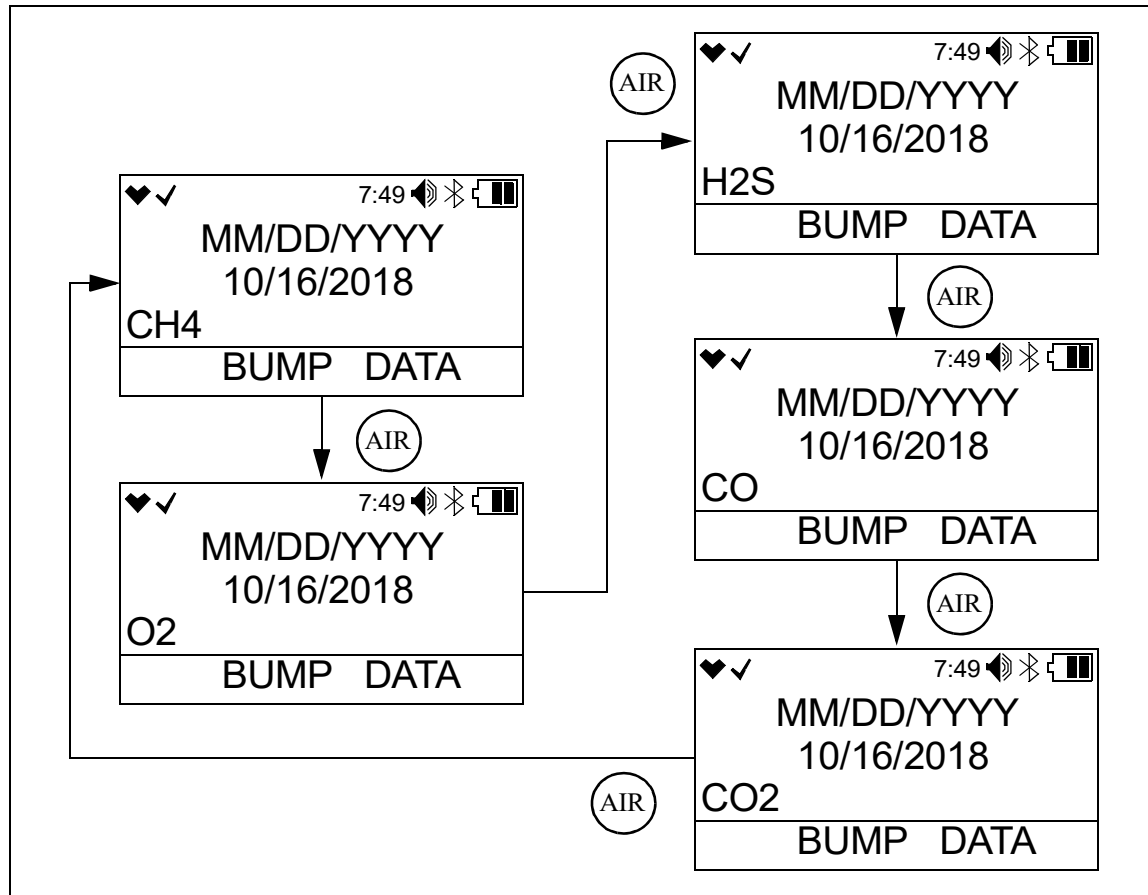 7:49
MM/DD/YYYY
10/16/2018
CH4
BUMP DATA
AIR
7:49
MM/DD/YYYY
10/16/2018
O2
BUMP DATA
AIR
7:49
MM/DD/YYYY
10/16/2018
H2S
BUMP DATA
AIR
7:49
MM/DD/YYYY
10/16/2018
CO
BUMP DATA
AIR
7:49
MM/DD/YYYY
10/16/2018
CO2
BUMP DATA
AIR